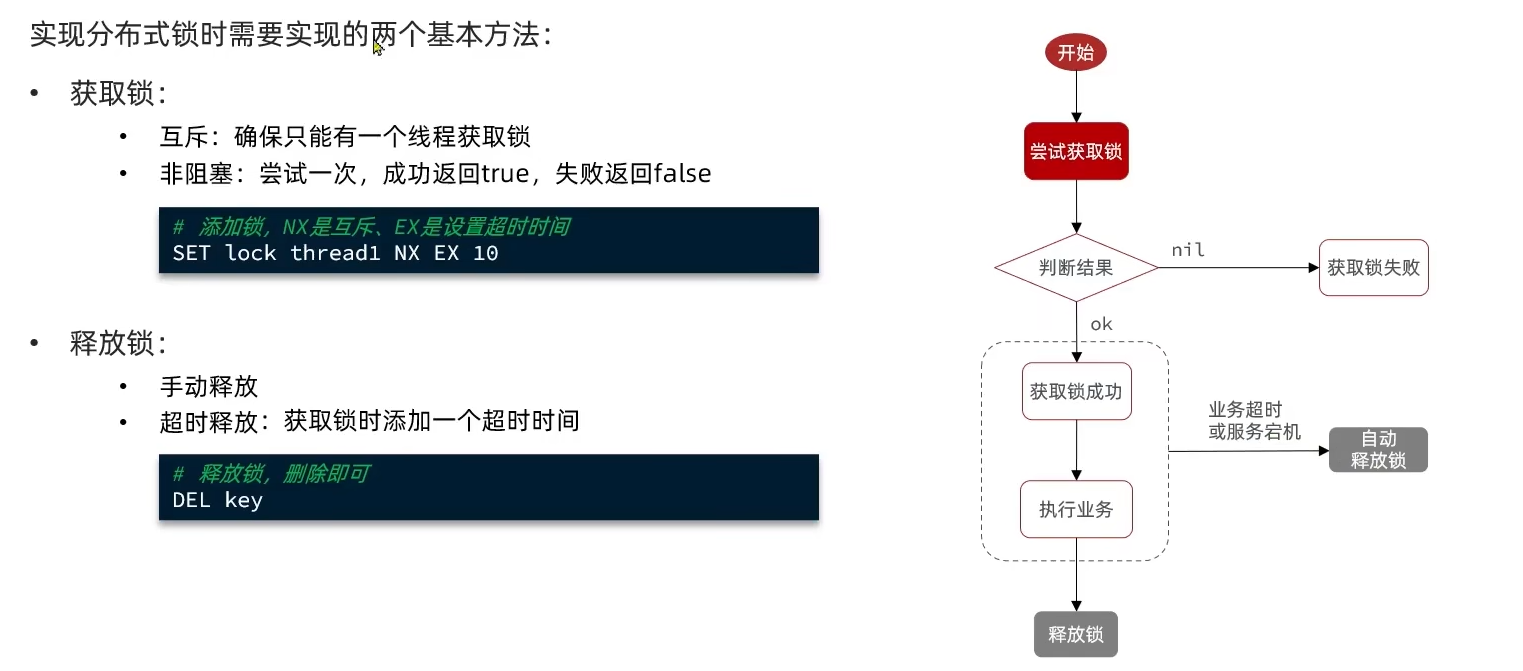 实现分布式锁时需要实现的两个基本方法：
• 获取锁：
• 互斥：确保只能有一个线程获取锁
• 非阻塞：尝试一次，成功返回true，失败返回false
# 添加锁，NX是互斥、EX是设置超时时间
SET lock thread1 NX EX 10
• 释放锁：
• 手动释放
• 超时释放：获取锁时添加一个超时时间
# 释放锁，删除即可
DEL key
开始
尝试获取锁
判断结果
nil
获取锁失败
ok
获取锁成功
执行业务
业务超时
或服务宕机
自动
释放锁
释放锁